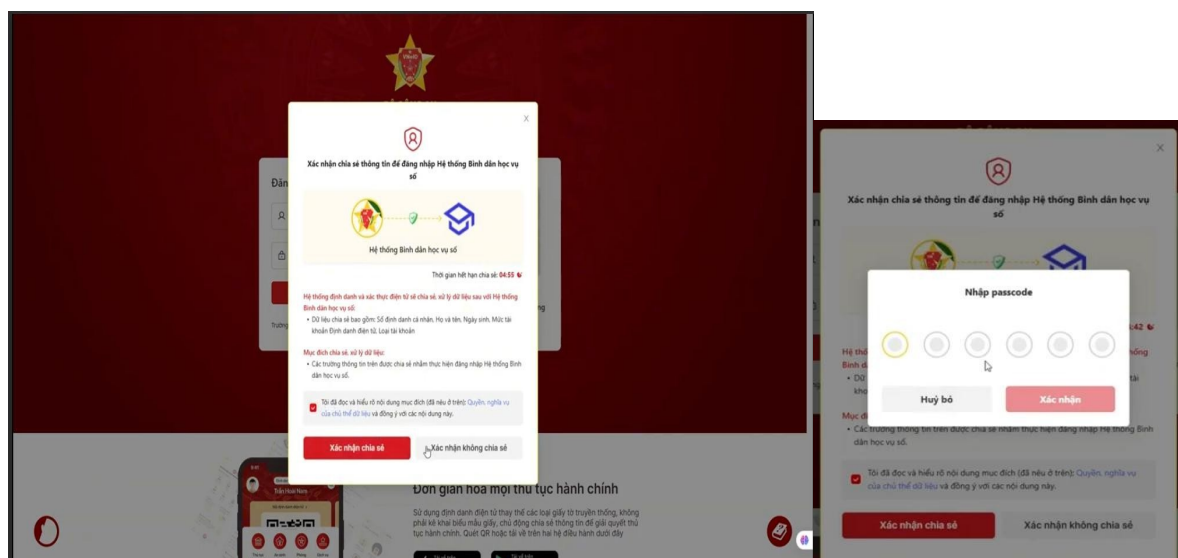 Đăn
Xác nhận chia sẻ thông tin để đăng nhập Hệ thống Bình dân học vụ
số
Hệ thống Bình dân học vụ số
Thời gian hết hạn chia sẻ: 04:55
Hệ thống định danh và xác thực điện tử sẽ chia sẻ, xử lý dữ liệu sau với Hệ thống
Bình dân học vụ số:
• Dữ liệu chia sẻ bao gồm: Số định danh cá nhân, Họ và tên, Ngày sinh, Mức tài
khoản Định danh điện tử, Loại tài khoản
Mục đích chia sẻ, xử lý dữ liệu:
• Các trường thông tin trên được chia sẻ nhằm thực hiện đăng nhập Hệ thống Bình
dân học vụ số.
Tôi đã đọc và hiểu rõ nội dung mục đích (đã nêu ở trên); Quyền, nghĩa vụ
của chủ thể dữ liệu và đồng ý với các nội dung này.
Xác nhận chia sẻ
Xác nhận không chia sẻ
Trần Hoài Nam
Đơn giản hóa mọi thủ tục hành chính
Sử dụng định danh điện tử thay thế các loại giấy tờ truyền thống, không
phải kê khai biểu mẫu giấy, chủ động chia sẻ thông tin để giải quyết thủ
tục hành chính. Quét QR hoặc tải về trên hai hệ điều hành dưới đây
X
Xác nhận chia sẻ thông tin để đăng nhập Hệ thống Bình dân học vụ
số
Nhập passcode
:42
Hệ thố
hống
Bình d
Huỷ bỏ
Xác nhận
Mục đí
• Các trường thông tin trên được chia sẻ nhằm thực hiện đăng nhập Hệ thống Bình
dân học vụ số.
Tôi đã đọc và hiểu rõ nội dung mục đích (đã nêu ở trên); Quyền, nghĩa vụ
của chủ thể dữ liệu và đồng ý với các nội dung này.
Xác nhận chia sẻ
Xác nhận không chia sẻ